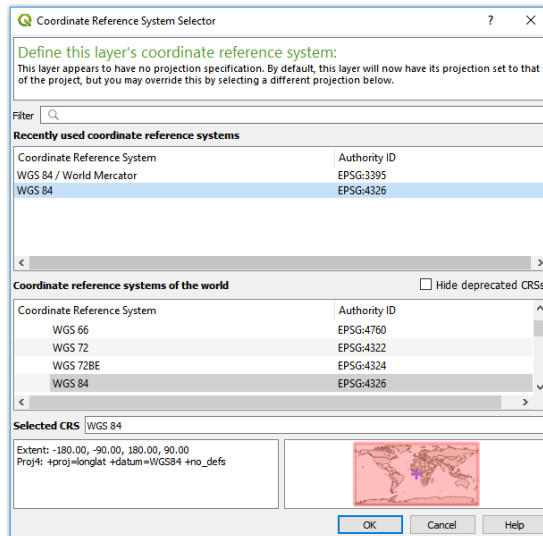 Coordinate Reference System Selector ? ×
Define this layer's coordinate reference system:
This layer appears to have no projection specification. By default, this layer will now have its projection set to that
of the project, but you may override this by selecting a different projection below.
Filter
Recently used coordinate reference systems
Coordinate Reference System Authority ID
WGS 84 / World Mercator EPSG:3395
WGS 84 EPSG:4326
Coordinate reference systems of the world Hide deprecated CRSs
Coordinate Reference System Authority ID
WGS 66 EPSG:4760
WGS 72 EPSG:4322
WGS 72BE EPSG:4324
WGS 84 EPSG:4326
Selected CRS WGS 84
Extent: -180.00, -90.00, 180.00, 90.00
Proj4: +proj=longlat +datum=WGS84 +no_defs
OK Cancel Help